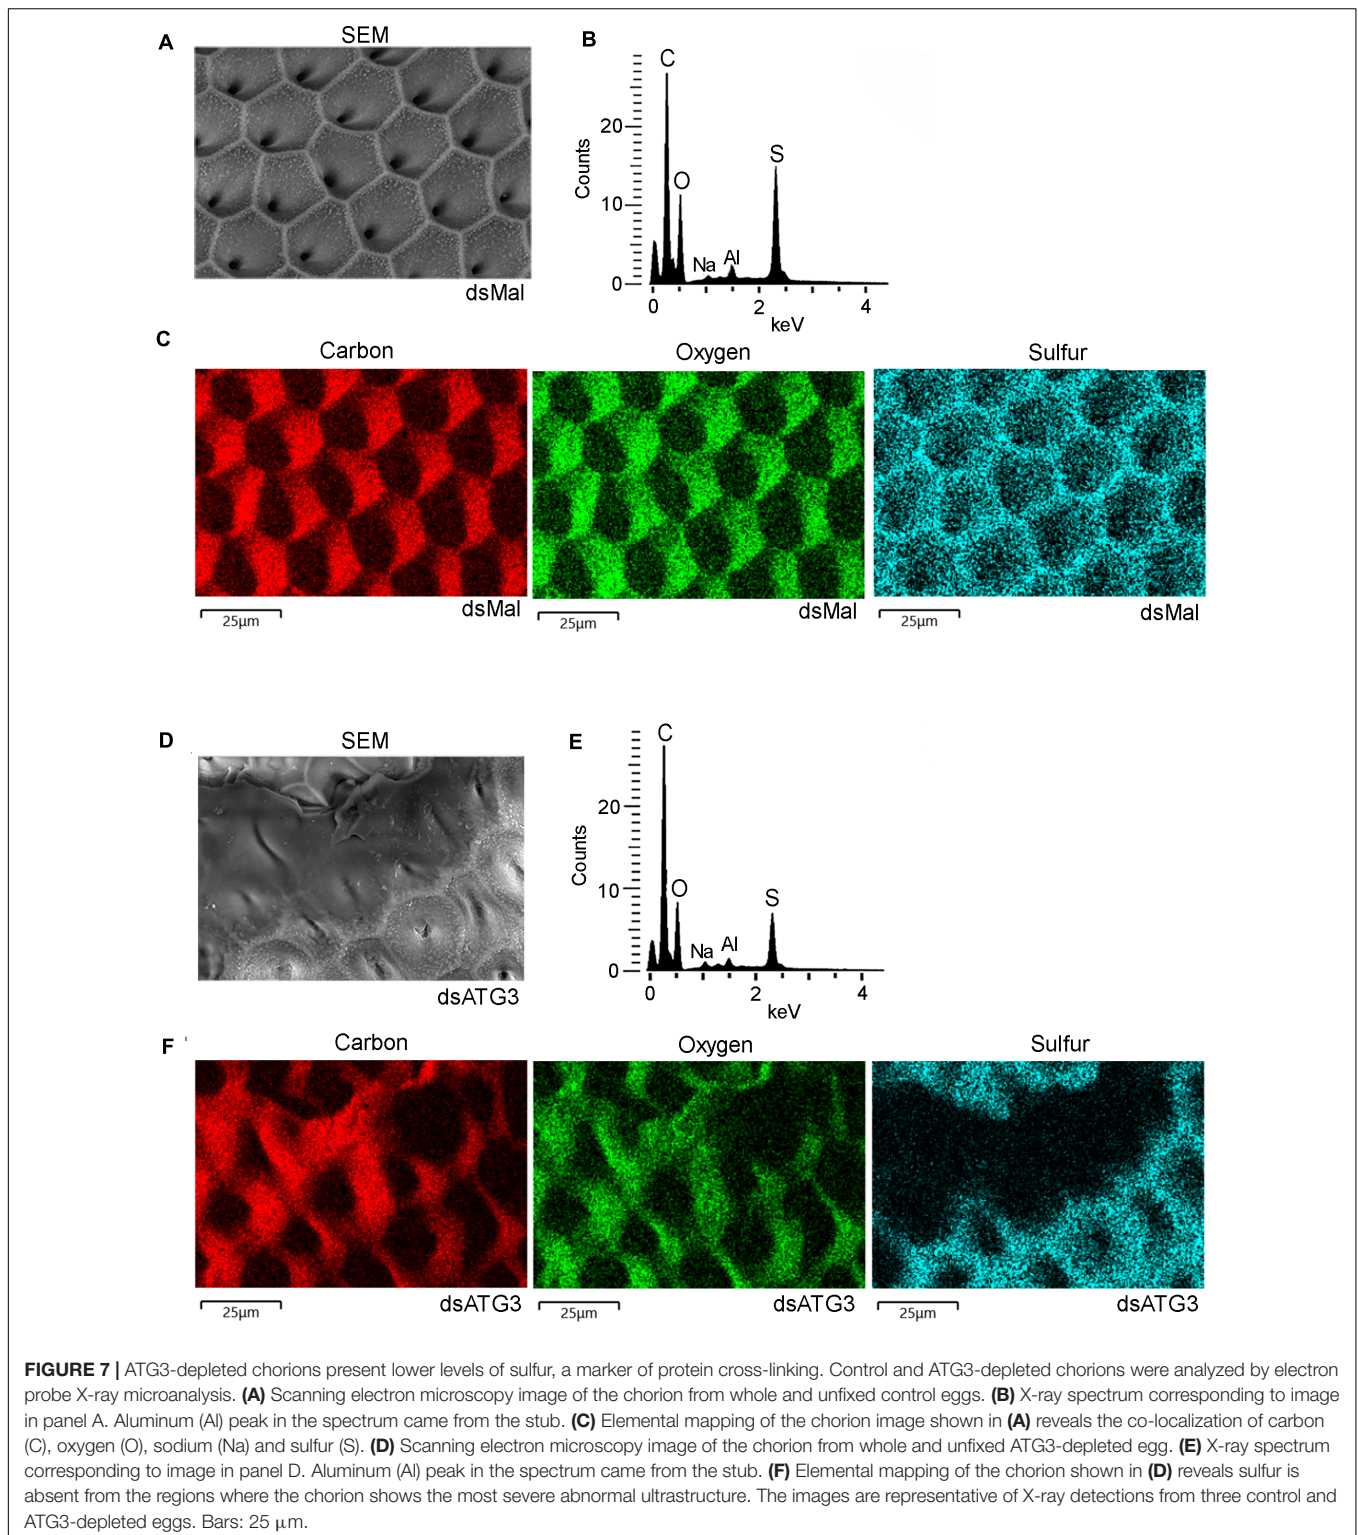 A
SEM
dsMal
B
C
O
S
Na
Al
Counts
20
10
0
0
2
4
keV
C
Carbon
Oxygen
Sulfur
dsMal
dsMal
dsMal
25µm
25µm
25µm
D
SEM
dsATG3
E
C
O
S
Na
Al
Counts
20
10
0
0
2
4
keV
F
Carbon
Oxygen
Sulfur
dsATG3
dsATG3
dsATG3
25µm
25µm
25µm
FIGURE 7 | ATG3-depleted chorions present lower levels of sulfur, a marker of protein cross-linking. Control and ATG3-depleted chorions were analyzed by electron
probe X-ray microanalysis. (A) Scanning electron microscopy image of the chorion from whole and unfixed control eggs. (B) X-ray spectrum corresponding to image
in panel A. Aluminum (Al) peak in the spectrum came from the stub. (C) Elemental mapping of the chorion image shown in (A) reveals the co-localization of carbon
(C), oxygen (O), sodium (Na) and sulfur (S). (D) Scanning electron microscopy image of the chorion from whole and unfixed ATG3-depleted egg. (E) X-ray spectrum
corresponding to image in panel D. Aluminum (Al) peak in the spectrum came from the stub. (F) Elemental mapping of the chorion shown in (D) reveals sulfur is
absent from the regions where the chorion shows the most severe abnormal ultrastructure. The images are representative of X-ray detections from three control and
ATG3-depleted eggs. Bars: 25 µm.